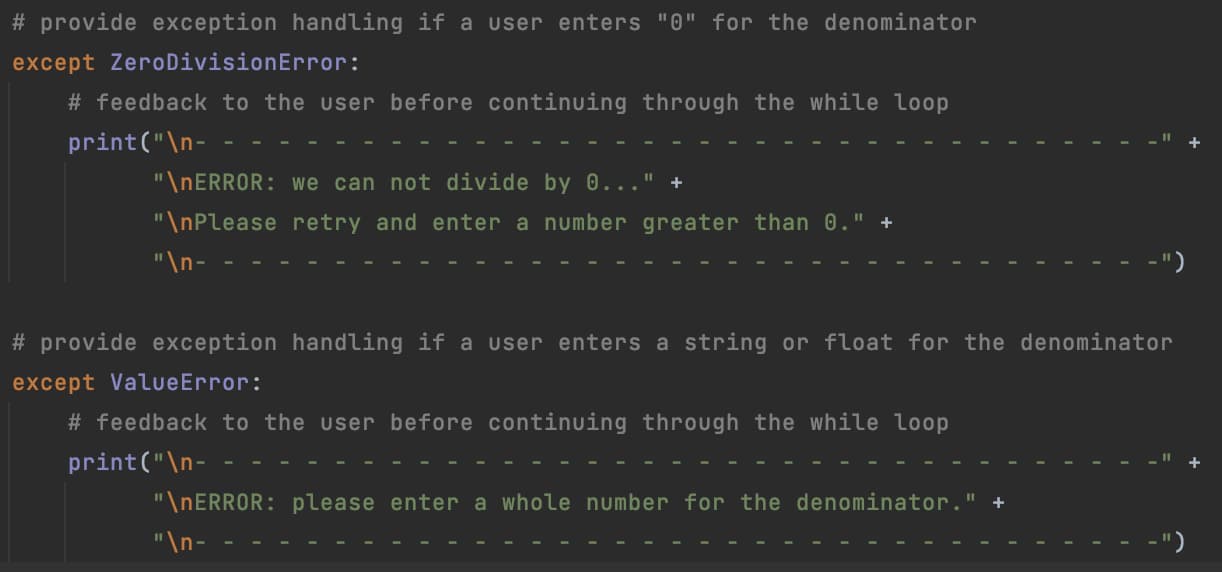 # provide exception handling if a user enters "0" for the denominator
except ZeroDivisionError:
    # feedback to the user before continuing through the while loop
    print("\n- - - - - - - - - - - - - - - - - - - - - - - - - - - - - - - - - - -" +
          "\nERROR: we can not divide by 0..." +
          "\nPlease retry and enter a number greater than 0." +
          "\n- - - - - - - - - - - - - - - - - - - - - - - - - - - - - - - - - - -")

# provide exception handling if a user enters a string or float for the denominator
except ValueError:
    # feedback to the user before continuing through the while loop
    print("\n- - - - - - - - - - - - - - - - - - - - - - - - - - - - - - - - - - -" +
          "\nERROR: please enter a whole number for the denominator." +
          "\n- - - - - - - - - - - - - - - - - - - - - - - - - - - - - - - - - - -")